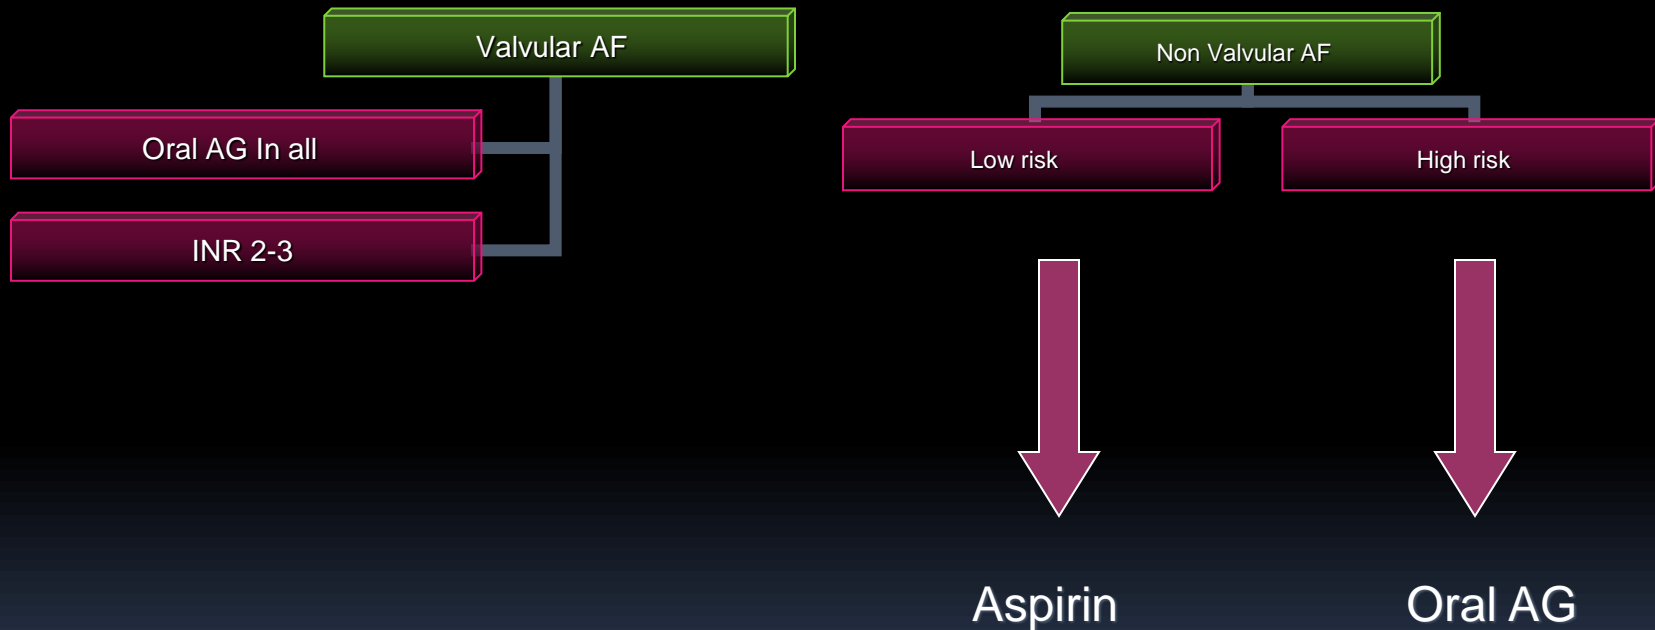 Valvular AF
Oral AG In all
INR 2-3
Non Valvular AF
Low risk
High risk
Aspirin
Oral AG